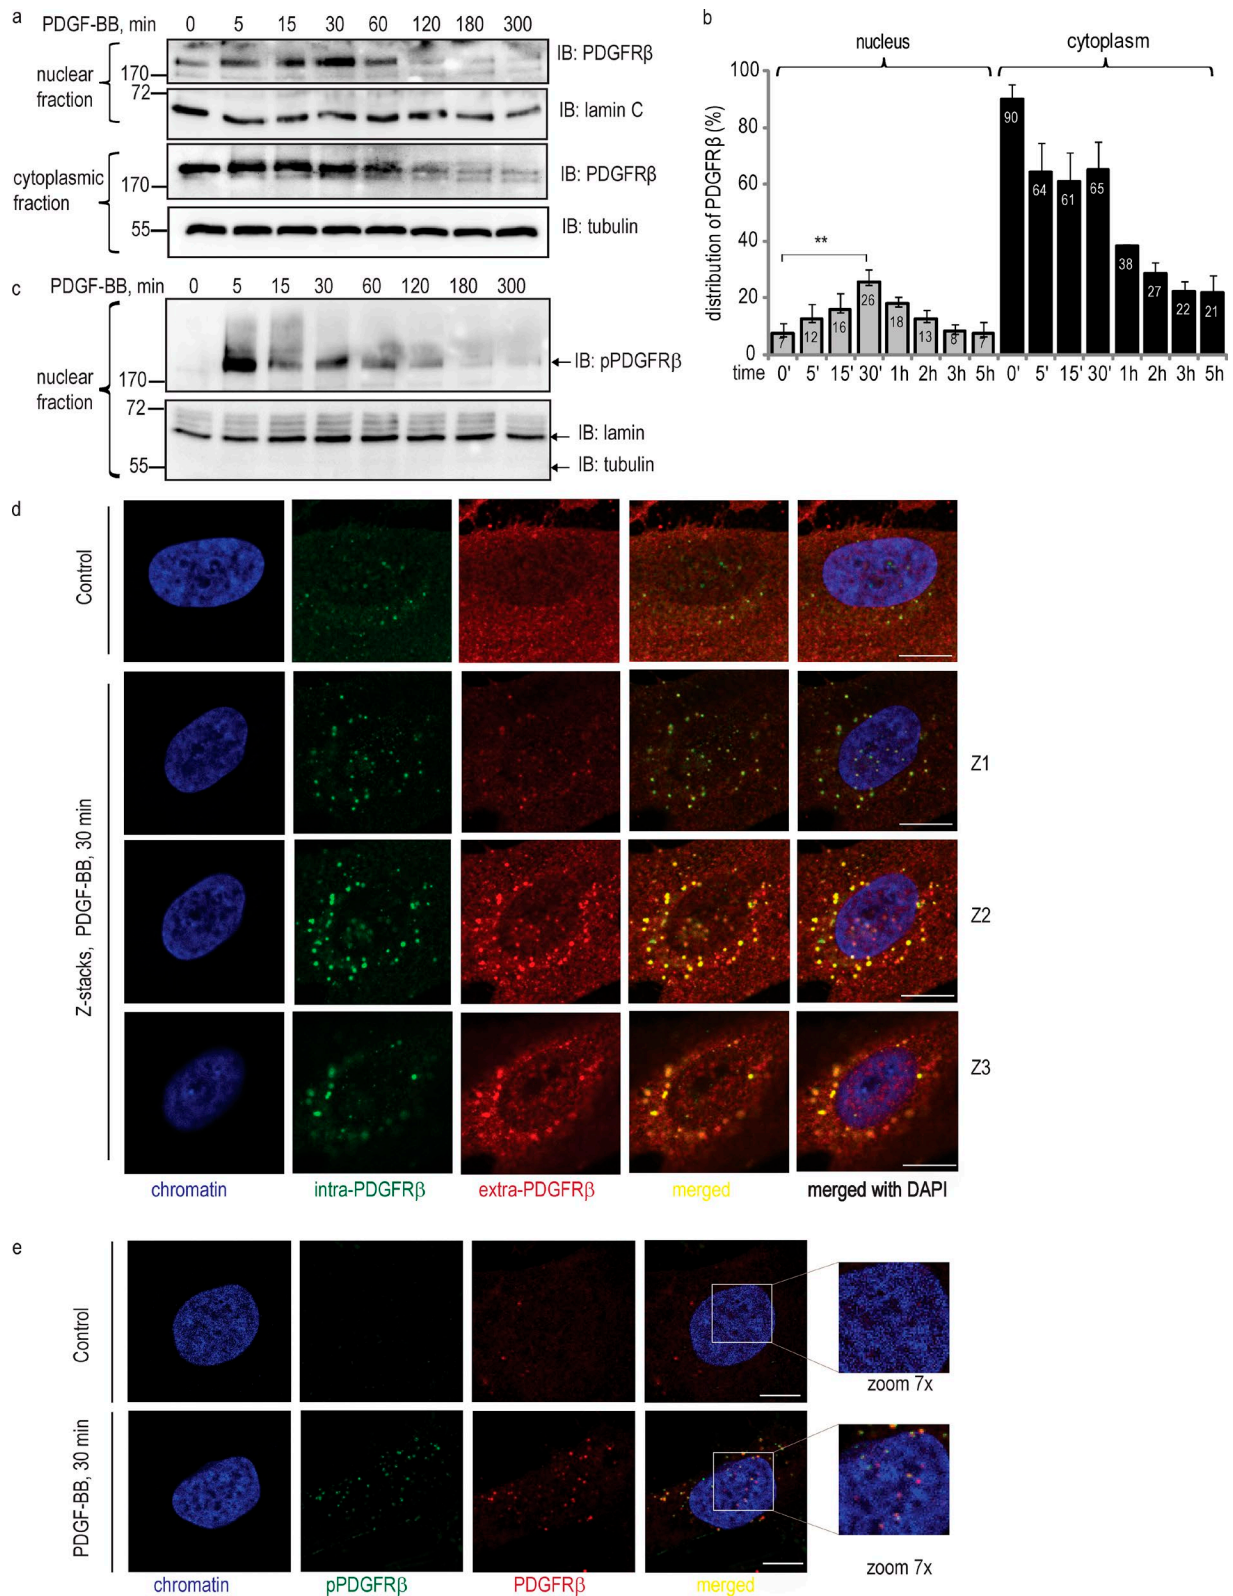 a
PDGF-BB, min 0 5 15 30 60 120 180 300
nuclear
fraction
170
IB: PDGFRβ
72
IB: lamin C
cytoplasmic
fraction
170
IB: PDGFRβ
55
IB: tubulin
b
nucleus cytoplasm
distribution of PDGFRβ (%)
100
80
60
40
20
0
**
7 12 16 26 18 13 8 7 90 64 61 65 38 27 22 21
time 0' 5' 15' 30' 1h 2h 3h 5h 0' 5' 15' 30' 1h 2h 3h 5h
c
PDGF-BB, min 0 5 15 30 60 120 180 300
nuclear
fraction
170
IB: pPDGFRβ
72
IB: lamin
55
IB: tubulin
d
Control
Z-stacks, PDGF-BB, 30 min
Z1
Z2
Z3
chromatin intra-PDGFRβ extra-PDGFRβ merged merged with DAPI
e
Control
zoom 7x
PDGF-BB, 30 min
zoom 7x
chromatin pPDGFRβ PDGFRβ merged